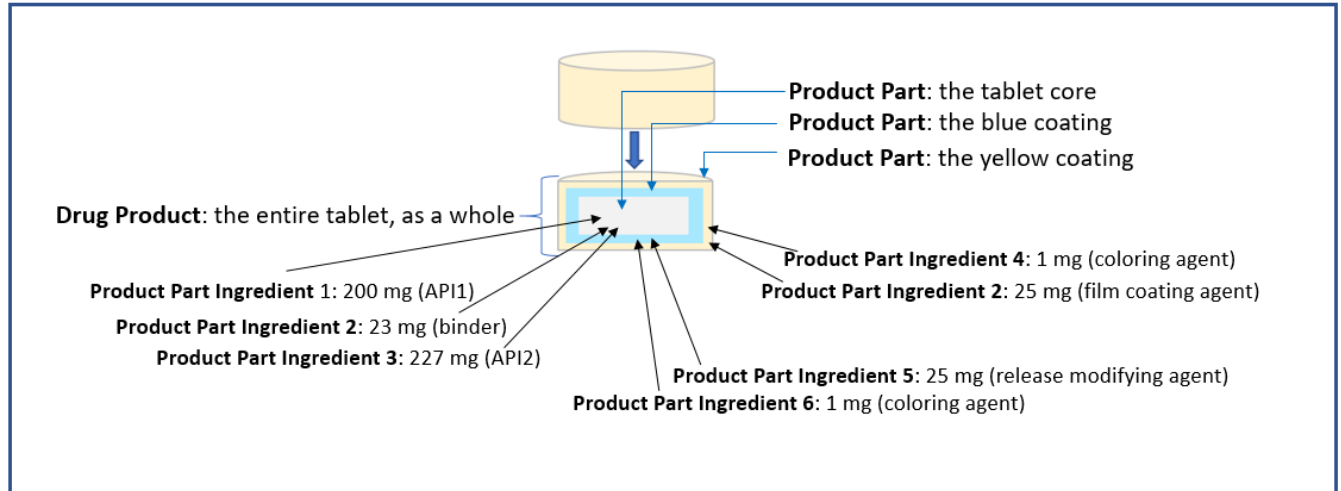 Product Part: the tablet core
Product Part: the blue coating
Product Part: the yellow coating
Drug Product: the entire tablet, as a whole
Product Part Ingredient 1: 200 mg (API1)
Product Part Ingredient 2: 23 mg (binder)
Product Part Ingredient 3: 227 mg (API2)
Product Part Ingredient 4: 1 mg (coloring agent)
Product Part Ingredient 2: 25 mg (film coating agent)
Product Part Ingredient 5: 25 mg (release modifying agent)
Product Part Ingredient 6: 1 mg (coloring agent)